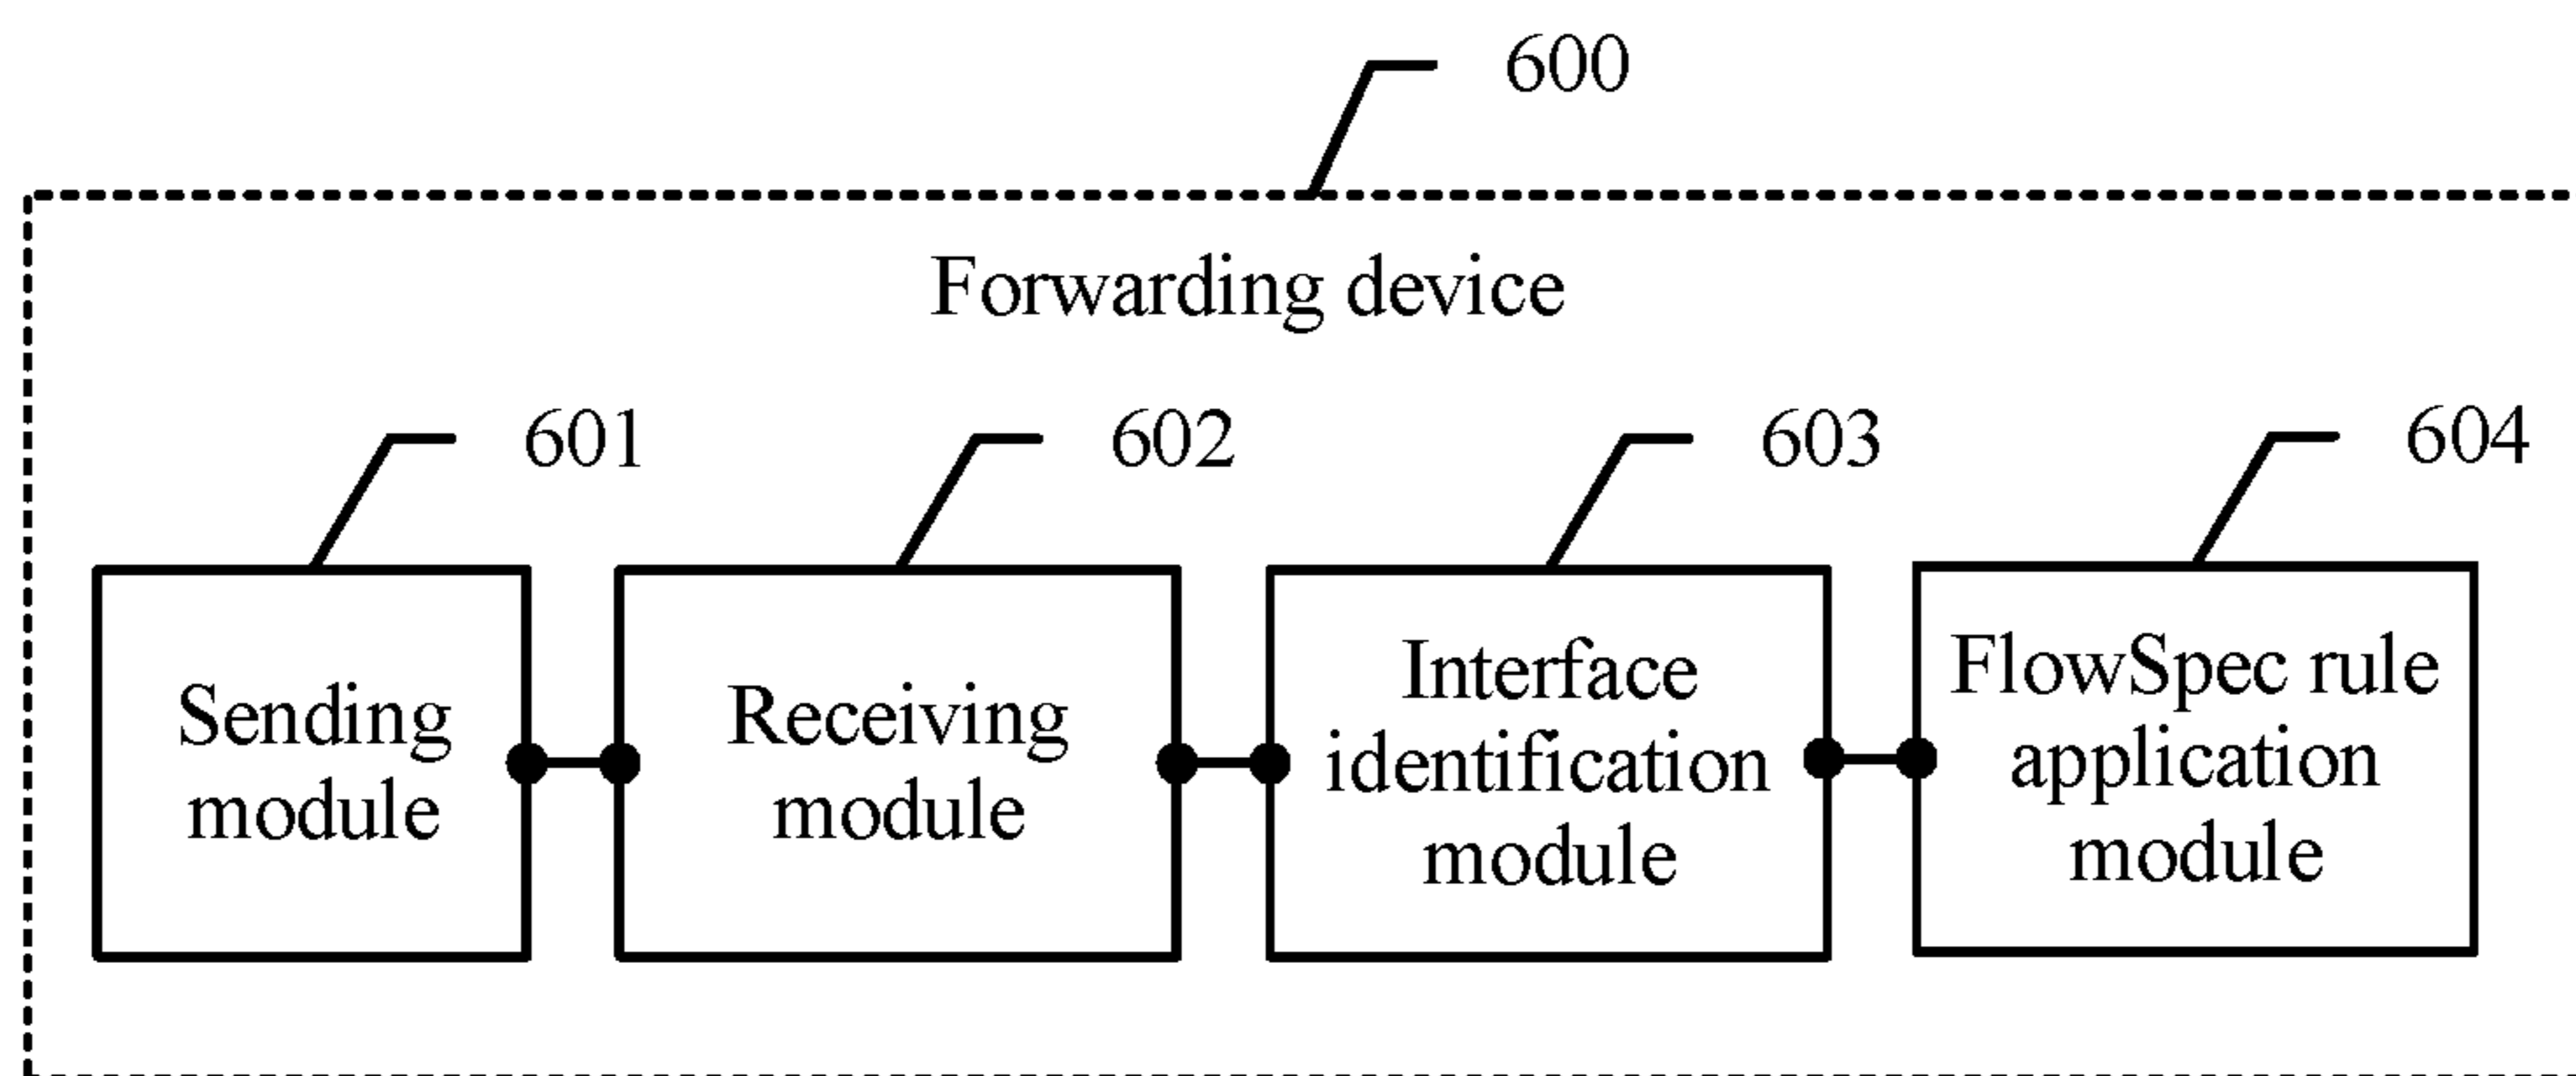 600
Forwarding device
601
602
603
604
Sending
module
Receiving
module
Interface
identification
module
FlowSpec rule
application
module